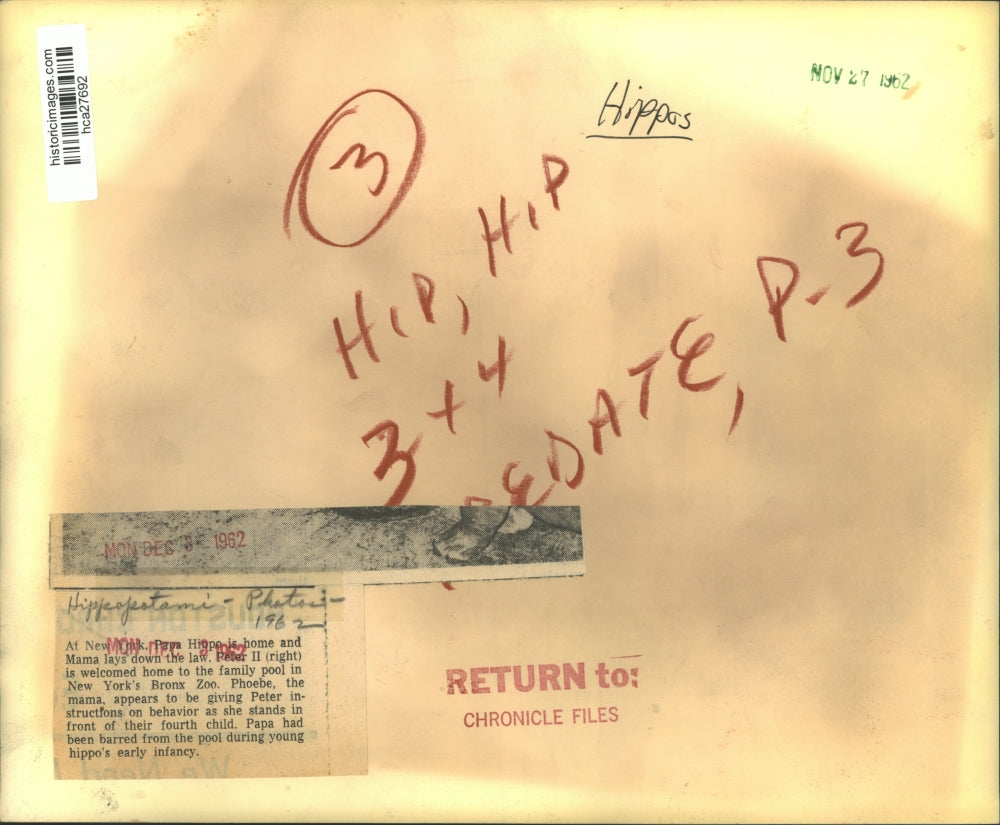 historicimages.com
hca27692
Hippos
NOV 27 1962
3
HIP, HIP
3 + 4
EDATE, P-3
MON DEC 3 1962
Hippopotami - Photos -
1962
MON DEC 3 1962
At New York. Papa Hippo is home and
Mama lays down the law. Peter II (right)
is welcomed home to the family pool in
New York's Bronx Zoo. Phoebe, the
mama, appears to be giving Peter in-
structions on behavior as she stands in
front of their fourth child. Papa had
been barred from the pool during young
hippo's early infancy.
RETURN to:
CHRONICLE FILES